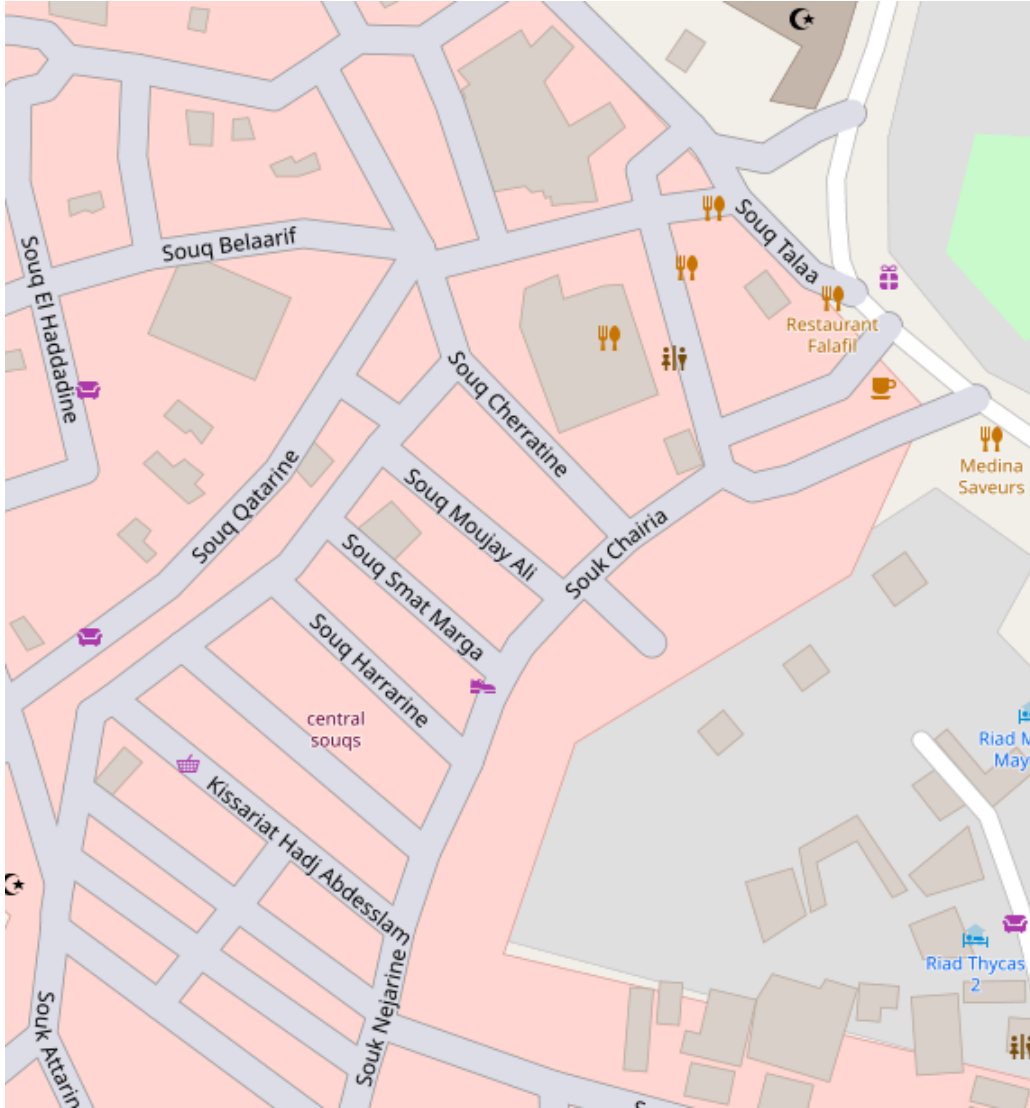 Souq Talaa
Souq Belaarif
Souq El Haddadine
Restaurant
Falafil
Souq Cherratine
Medina
Saveurs
Souq Qatarine
Souq Moujay Ali
Souk Chairia
Souq Smat Marga
Souq Harrarine
central
souqs
Riad M
May
Kissariat Hadj Abdesslam
Riad Thycas
2
Souk Nejarine
Souk Attarin